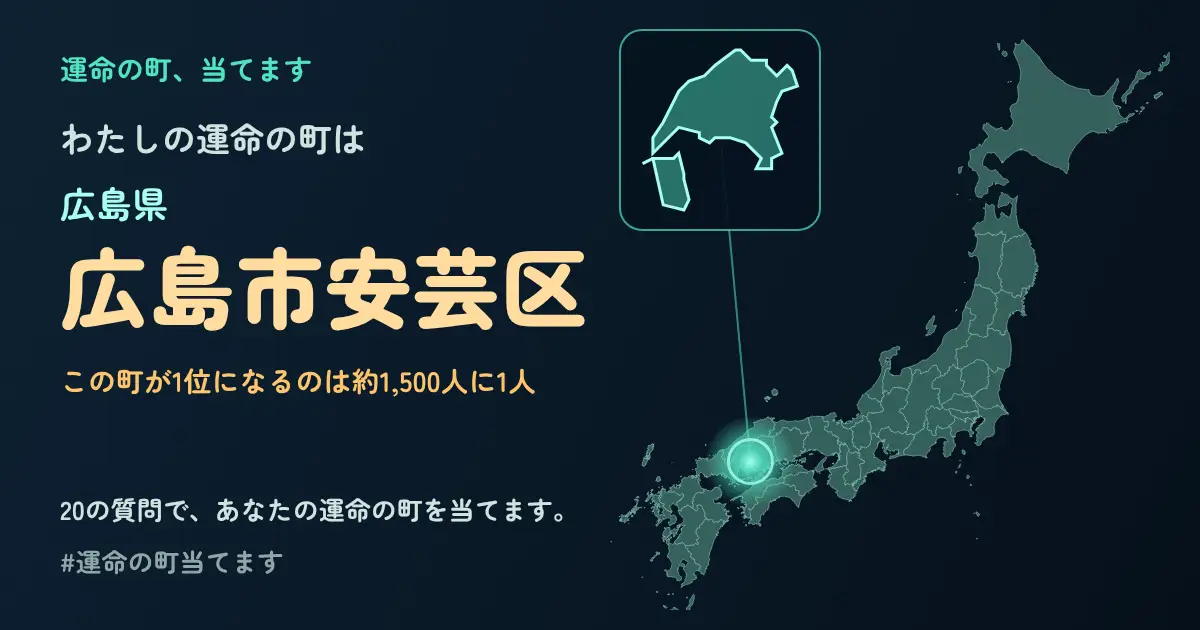 運命の町、当てます
わたしの運命の町は
広島県
広島市安芸区
この町が1位になるのは約1,500人に1人
20の質問で、あなたの運命の町を当てます。
#運命の町当てます